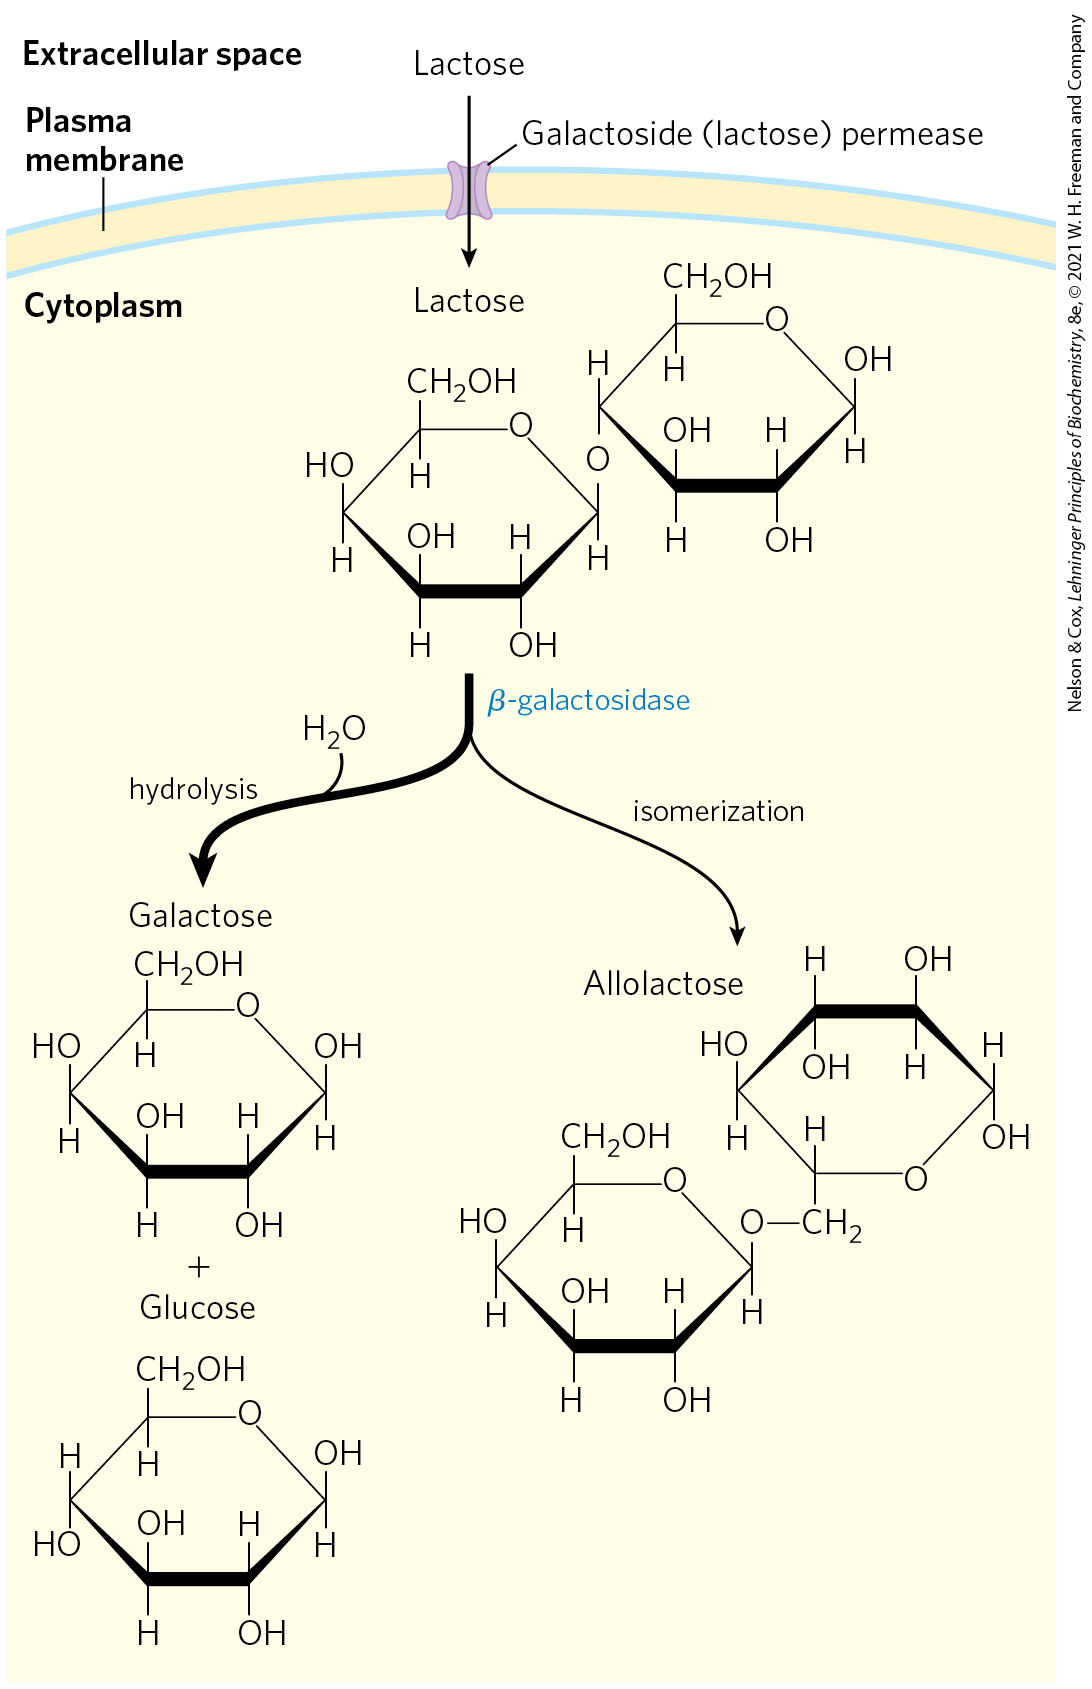 Extracellular space
Lactose
Plasma
membrane
Galactoside (lactose) permease
Cytoplasm
Lactose
CH₂OH
O
H
H
OH
OH
H
H
H
OH
CH₂OH
O
HO
H
O
OH
H
H
H
H
OH
β-galactosidase
H₂O
hydrolysis
isomerization
Galactose
CH₂OH
O
HO
H
OH
OH
H
H
H
H
OH
+
Glucose
CH₂OH
O
H
H
OH
OH
H
HO
H
H
OH
Allolactose
H
OH
HO
OH
H
H
H
H
OH
O
O—CH₂
CH₂OH
O
HO
H
OH
H
H
H
H
OH
Nelson & Cox, Lehninger Principles of Biochemistry, 8e, © 2021 W. H. Freeman and Company